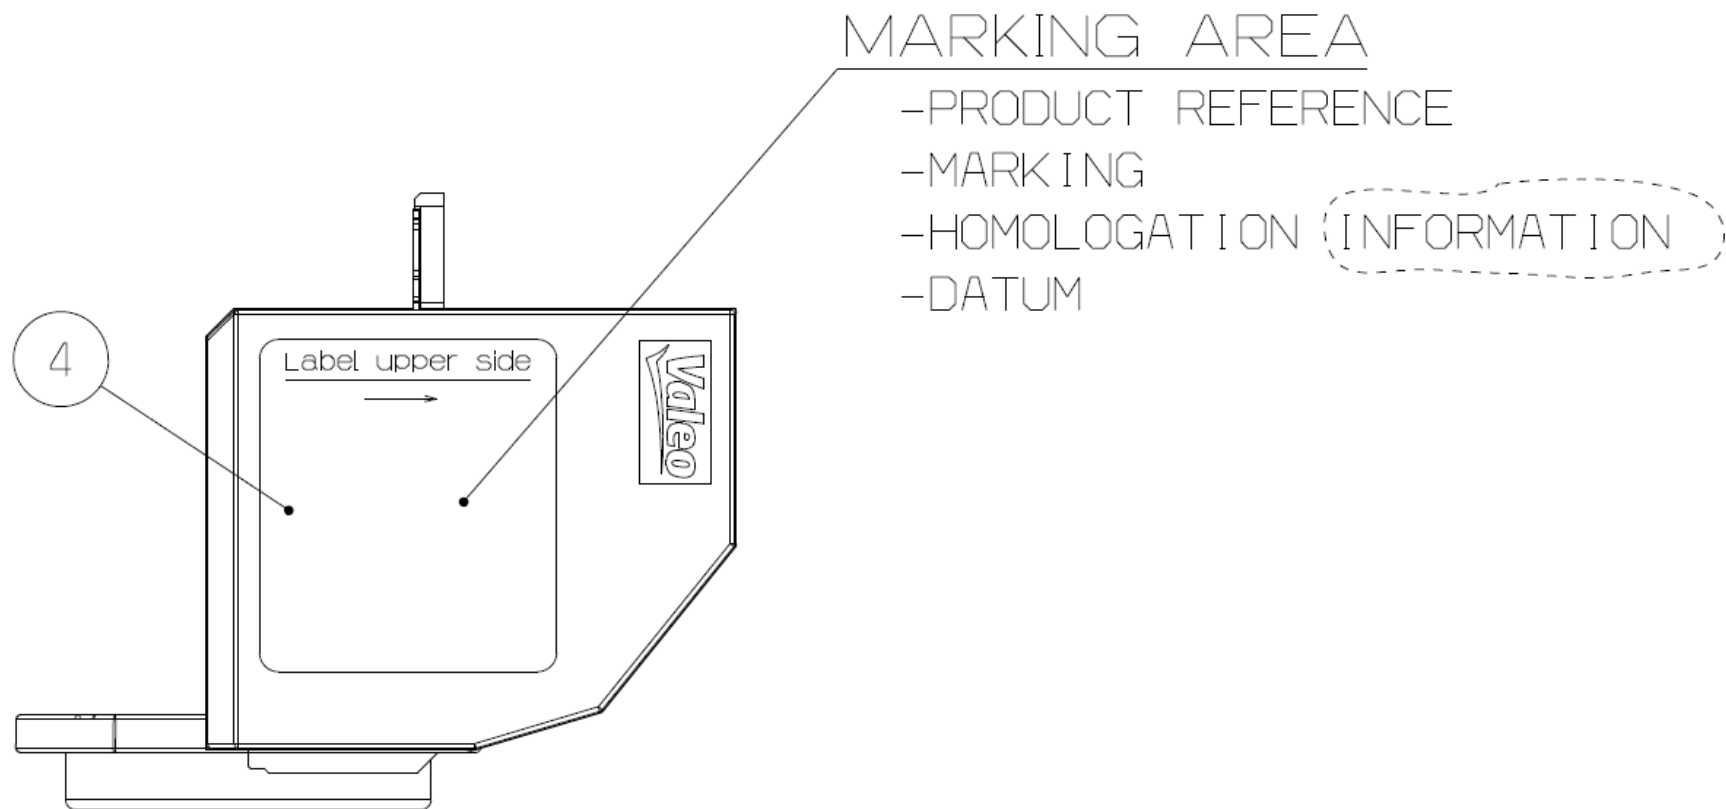 MARKING AREA
-PRODUCT REFERENCE
-MARKING
-HOMOLOGATION INFORMATION
-DATUM
4
Label upper side
Valeo